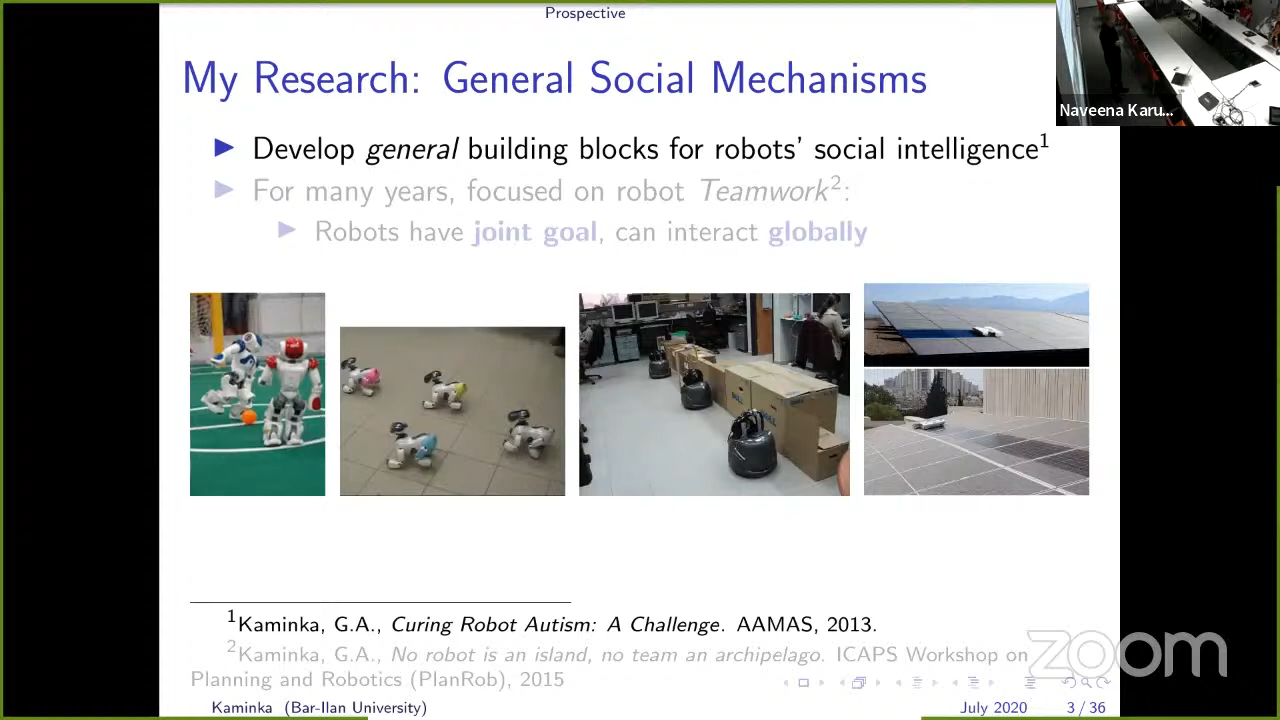 Prospective
My Research: General Social Mechanisms
Naveena Karu...
▶ Develop general building blocks for robots' social intelligence¹
▶ For many years, focused on robot Teamwork²:
▶ Robots have joint goal, can interact globally
¹Kaminka, G.A., Curing Robot Autism: A Challenge. AAMAS, 2013.
²Kaminka, G.A., No robot is an island, no team an archipelago. ICAPS Workshop on
Planning and Robotics (PlanRob), 2015
zoom
Kaminka (Bar-Ilan University)
July 2020
3 / 36